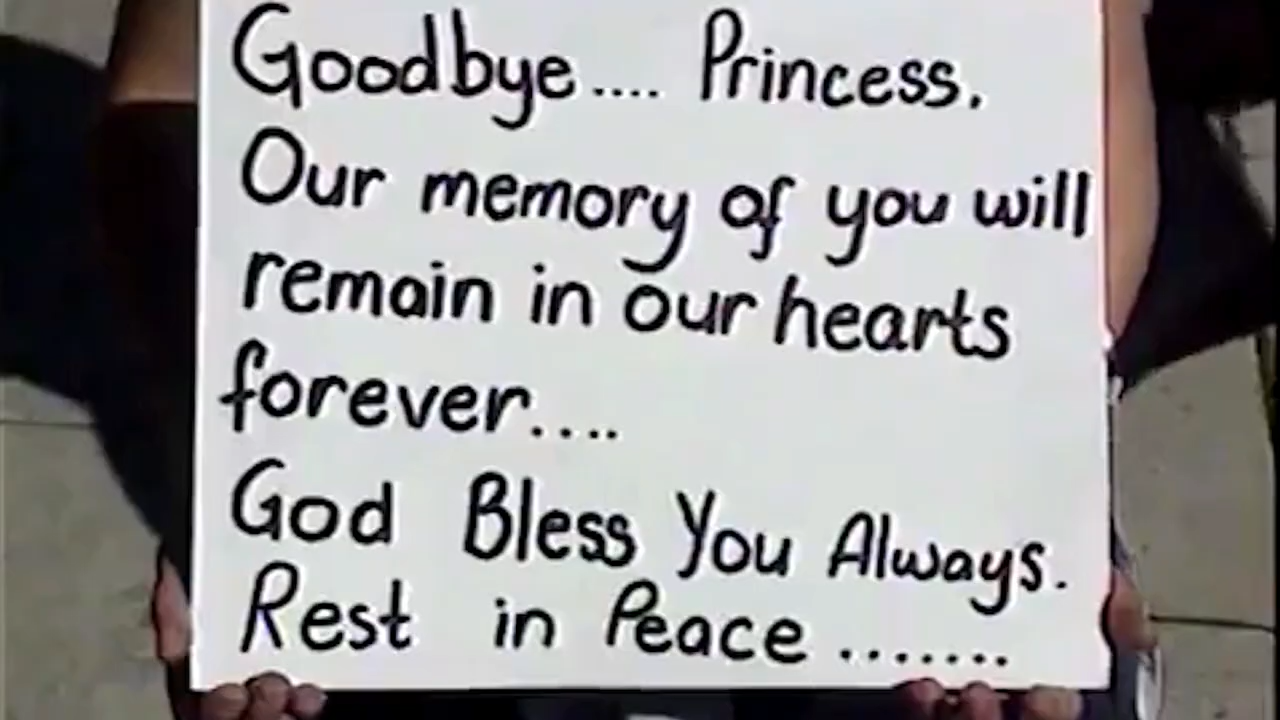 Goodbye.... Princess.
Our memory of you will
remain in our hearts
forever....
God Bless You Always.
Rest in Peace .......